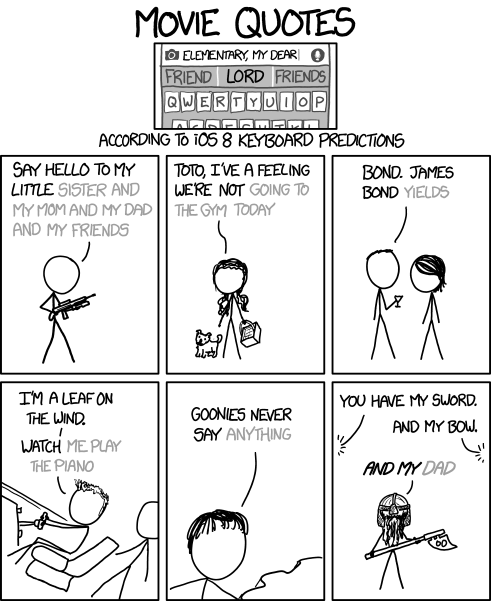 MOVIE QUOTES
ELEMENTARY, MY DEAR
FRIEND LORD FRIENDS
Q W E R T Y U I O P
ACCORDING TO iOS 8 KEYBOARD PREDICTIONS
SAY HELLO TO MY
LITTLE SISTER AND
MY MOM AND MY DAD
AND MY FRIENDS
TOTO, I'VE A FEELING
WE'RE NOT GOING TO
THE GYM TODAY
BOND. JAMES
BOND YIELDS
I'M A LEAF ON
THE WIND.
WATCH ME PLAY
THE PIANO
GOONIES NEVER
SAY ANYTHING
YOU HAVE MY SWORD.
AND MY BOW.
AND MY DAD